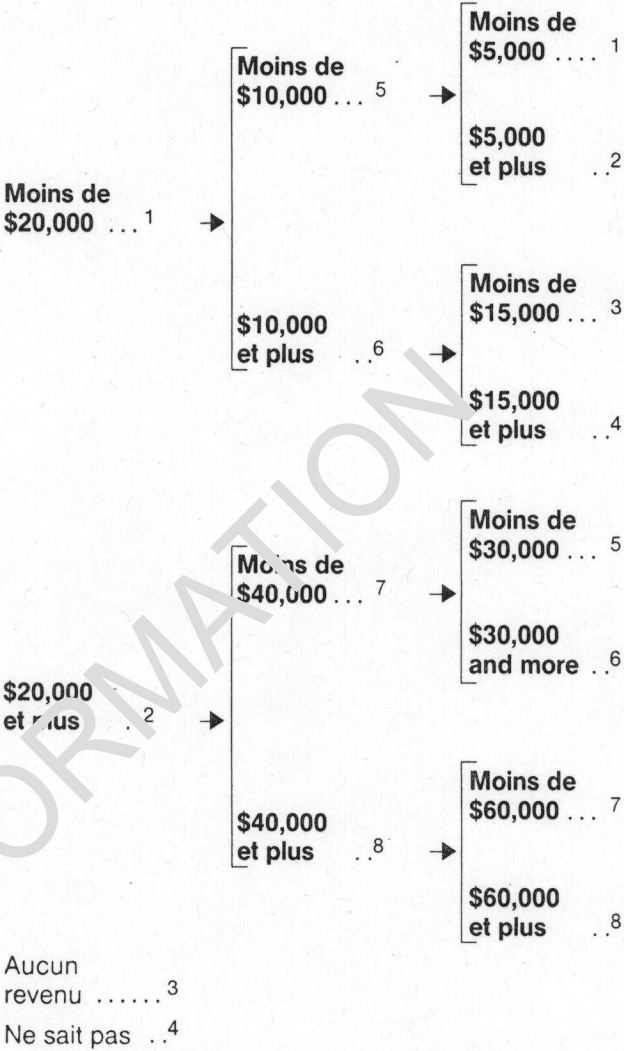 Moins de
$20,000 ... 1
Moins de
$10,000 ... 5
Moins de
$5,000 .... 1
$5,000
et plus ..2
$10,000
et plus ..6
Moins de
$15,000 ... 3
$15,000
et plus ..4
$20,000
et plus ..2
Moins de
$40,000 ... 7
Moins de
$30,000 ... 5
$30,000
and more ..6
$40,000
et plus ..8
Moins de
$60,000 ... 7
$60,000
et plus ..8
Aucun
revenu ......3
Ne sait pas ..4
ORMATION